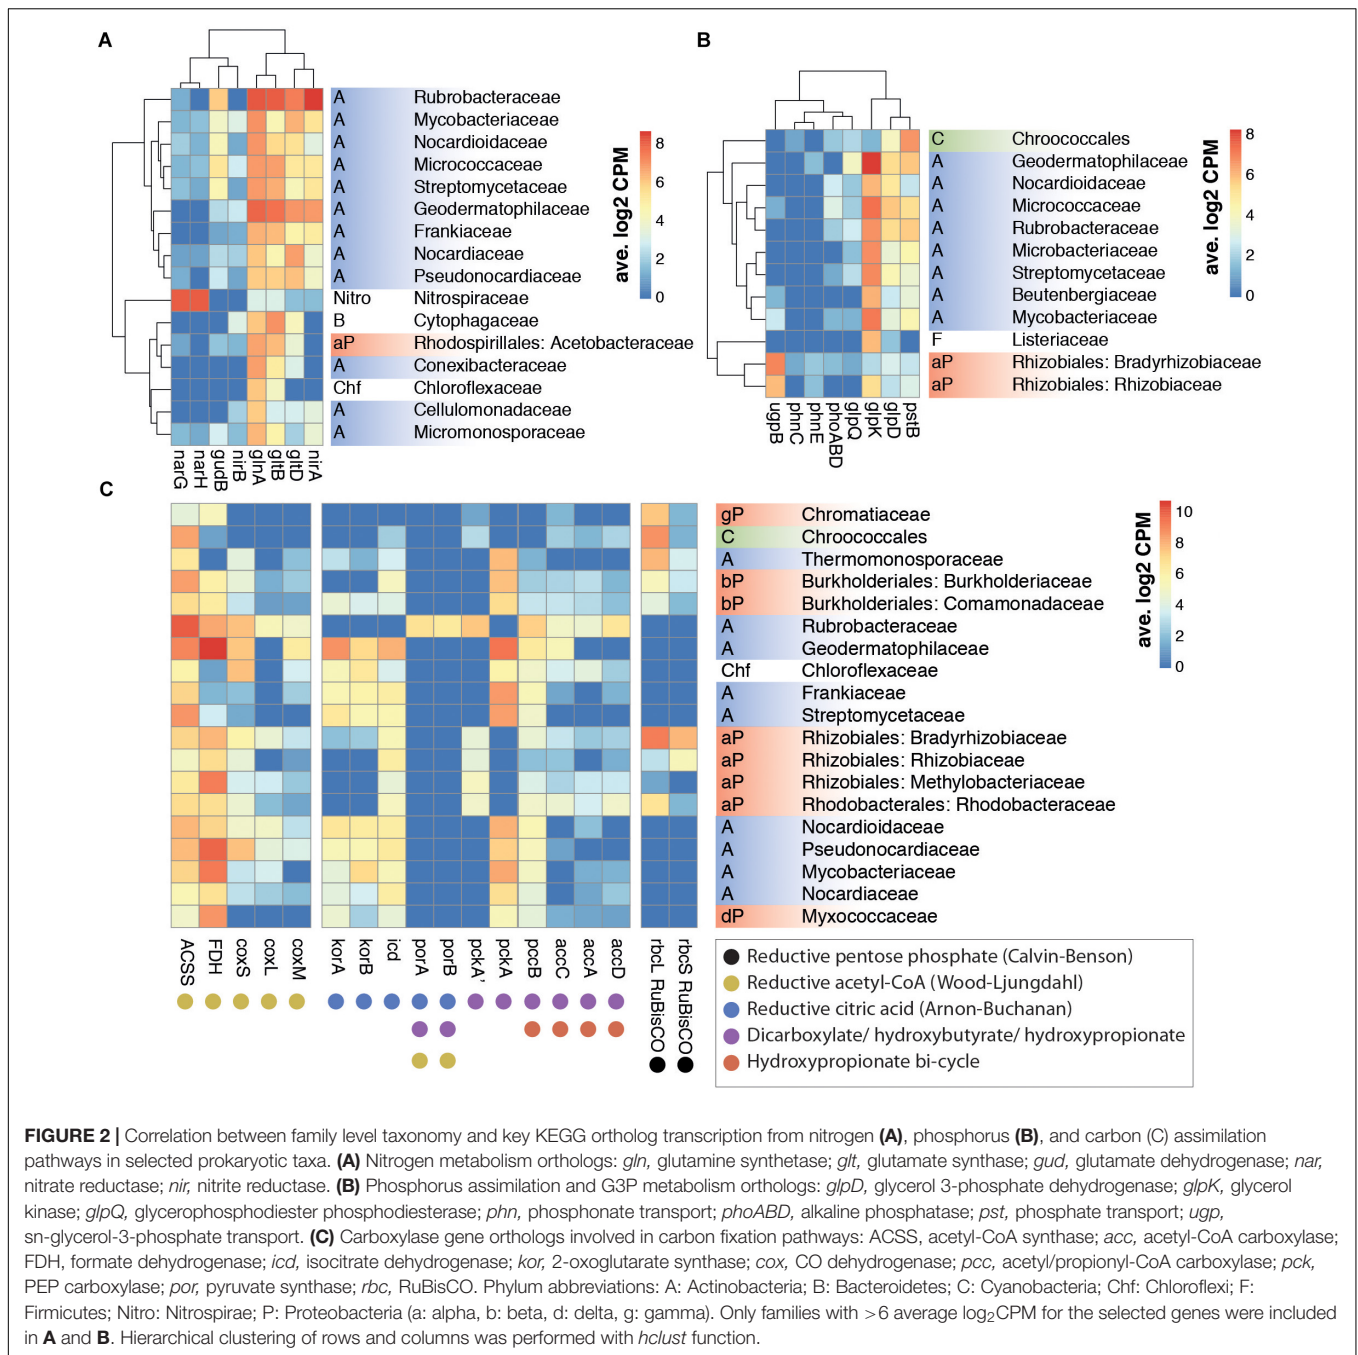 A
A Rubrobacteraceae
A Mycobacteriaceae
A Nocardioidaceae
A Micrococcaceae
A Streptomycetaceae
A Geodermatophilaceae
A Frankiaceae
A Nocardiaceae
A Pseudonocardiaceae
Nitro Nitrospiraceae
B Cytophagaceae
aP Rhodospirillales: Acetobacteraceae
A Conexibacteraceae
Chf Chloroflexaceae
A Cellulomonadaceae
A Micromonosporaceae
narG
narH
gudB
nirB
glnA
gltB
gltD
nirA
ave. log2 CPM
8
6
4
2
0
B
C Chroococcales
A Geodermatophilaceae
A Nocardioidaceae
A Micrococcaceae
A Rubrobacteraceae
A Microbacteriaceae
A Streptomycetaceae
A Beutenbergiaceae
A Mycobacteriaceae
F Listeriaceae
aP Rhizobiales: Bradyrhizobiaceae
aP Rhizobiales: Rhizobiaceae
ugpB
phnC
phnE
phoABD
glpQ
glpK
glpD
pstB
ave. log2 CPM
8
6
4
2
0
C
gP Chromatiaceae
C Chroococcales
A Thermomonosporaceae
bP Burkholderiales: Burkholderiaceae
bP Burkholderiales: Comamonadaceae
A Rubrobacteraceae
A Geodermatophilaceae
Chf Chloroflexaceae
A Frankiaceae
A Streptomycetaceae
aP Rhizobiales: Bradyrhizobiaceae
aP Rhizobiales: Rhizobiaceae
aP Rhizobiales: Methylobacteriaceae
aP Rhodobacterales: Rhodobacteraceae
A Nocardioidaceae
A Pseudonocardiaceae
A Mycobacteriaceae
A Nocardiaceae
dP Myxococcaceae
ave. log2 CPM
10
8
6
4
2
0
ACSS
FDH
coxS
coxL
coxM
korA
korB
icd
porA
porB
pckA'
pckA
pccB
accC
accA
accD
rbcL RuBisCO
rbcS RuBisCO
Reductive pentose phosphate (Calvin-Benson)
Reductive acetyl-CoA (Wood-Ljungdahl)
Reductive citric acid (Arnon-Buchanan)
Dicarboxylate/ hydroxybutyrate/ hydroxypropionate
Hydroxypropionate bi-cycle
FIGURE 2 | Correlation between family level taxonomy and key KEGG ortholog transcription from nitrogen (A), phosphorus (B), and carbon (C) assimilation
pathways in selected prokaryotic taxa. (A) Nitrogen metabolism orthologs: gln, glutamine synthetase; glt, glutamate synthase; gud, glutamate dehydrogenase; nar,
nitrate reductase; nir, nitrite reductase. (B) Phosphorus assimilation and G3P metabolism orthologs: glpD, glycerol 3-phosphate dehydrogenase; glpK, glycerol
kinase; glpQ, glycerophosphodiester phosphodiesterase; phn, phosphonate transport; phoABD, alkaline phosphatase; pst, phosphate transport; ugp,
sn-glycerol-3-phosphate transport. (C) Carboxylase gene orthologs involved in carbon fixation pathways: ACSS, acetyl-CoA synthase; acc, acetyl-CoA carboxylase;
FDH, formate dehydrogenase; icd, isocitrate dehydrogenase; kor, 2-oxoglutarate synthase; cox, CO dehydrogenase; pcc, acetyl/propionyl-CoA carboxylase; pck,
PEP carboxylase; por, pyruvate synthase; rbc, RuBisCO. Phylum abbreviations: A: Actinobacteria; B: Bacteroidetes; C: Cyanobacteria; Chf: Chloroflexi; F:
Firmicutes; Nitro: Nitrospirae; P: Proteobacteria (a: alpha, b: beta, d: delta, g: gamma). Only families with >6 average log₂CPM for the selected genes were included
in A and B. Hierarchical clustering of rows and columns was performed with hclust function.